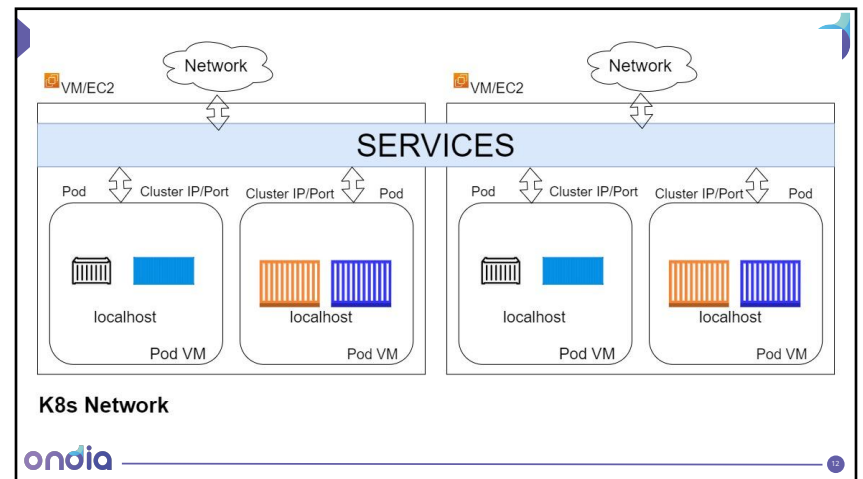 Network
Network
VM/EC2
VM/EC2
SERVICES
Pod
Cluster IP/Port
Cluster IP/Port
Pod
Pod
Cluster IP/Port
Cluster IP/Port
Pod
localhost
localhost
localhost
localhost
Pod VM
Pod VM
Pod VM
Pod VM
K8s Network
ondia
12